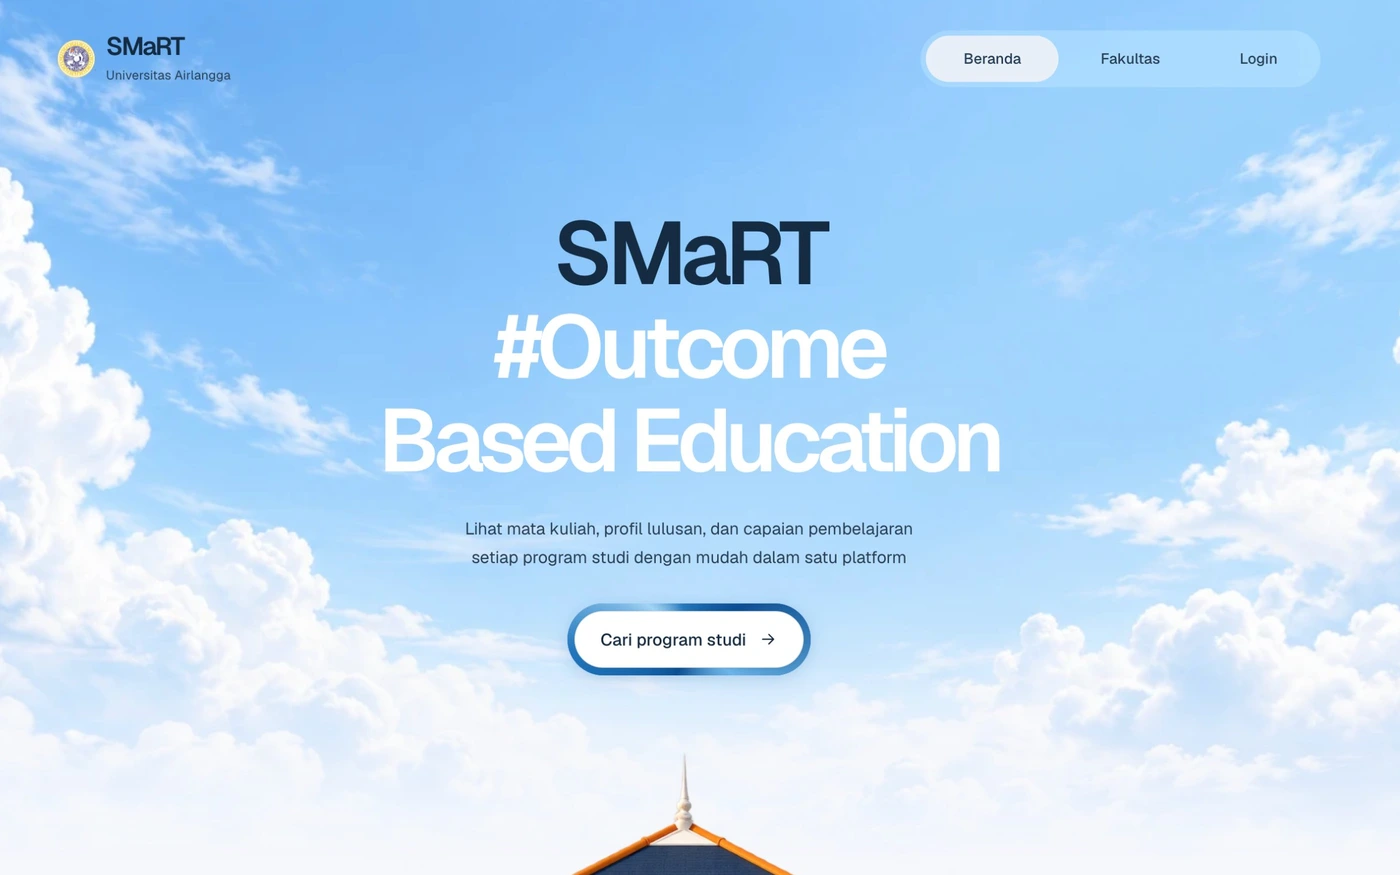 SMaRT
Universitas Airlangga
Beranda
Fakultas
Login
SMaRT
#Outcome
Based Education
Lihat mata kuliah, profil lulusan, dan capaian pembelajaran
setiap program studi dengan mudah dalam satu platform
Cari program studi →